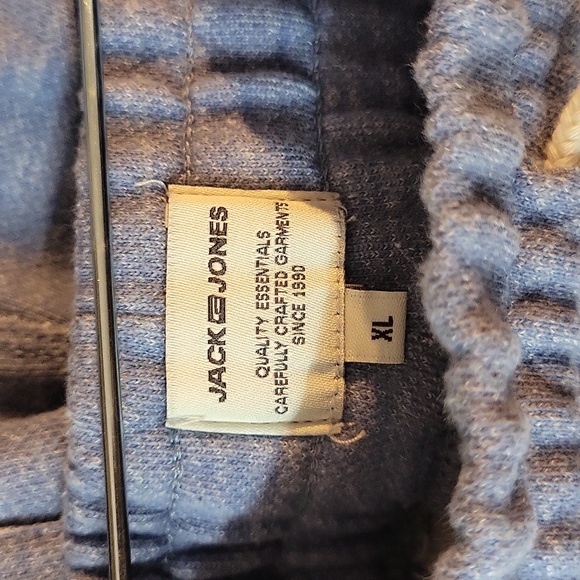 JACK JONES
QUALITY ESSENTIALS
CAREFULLY CRAFTED GARMENTS
SINCE 1990
XL